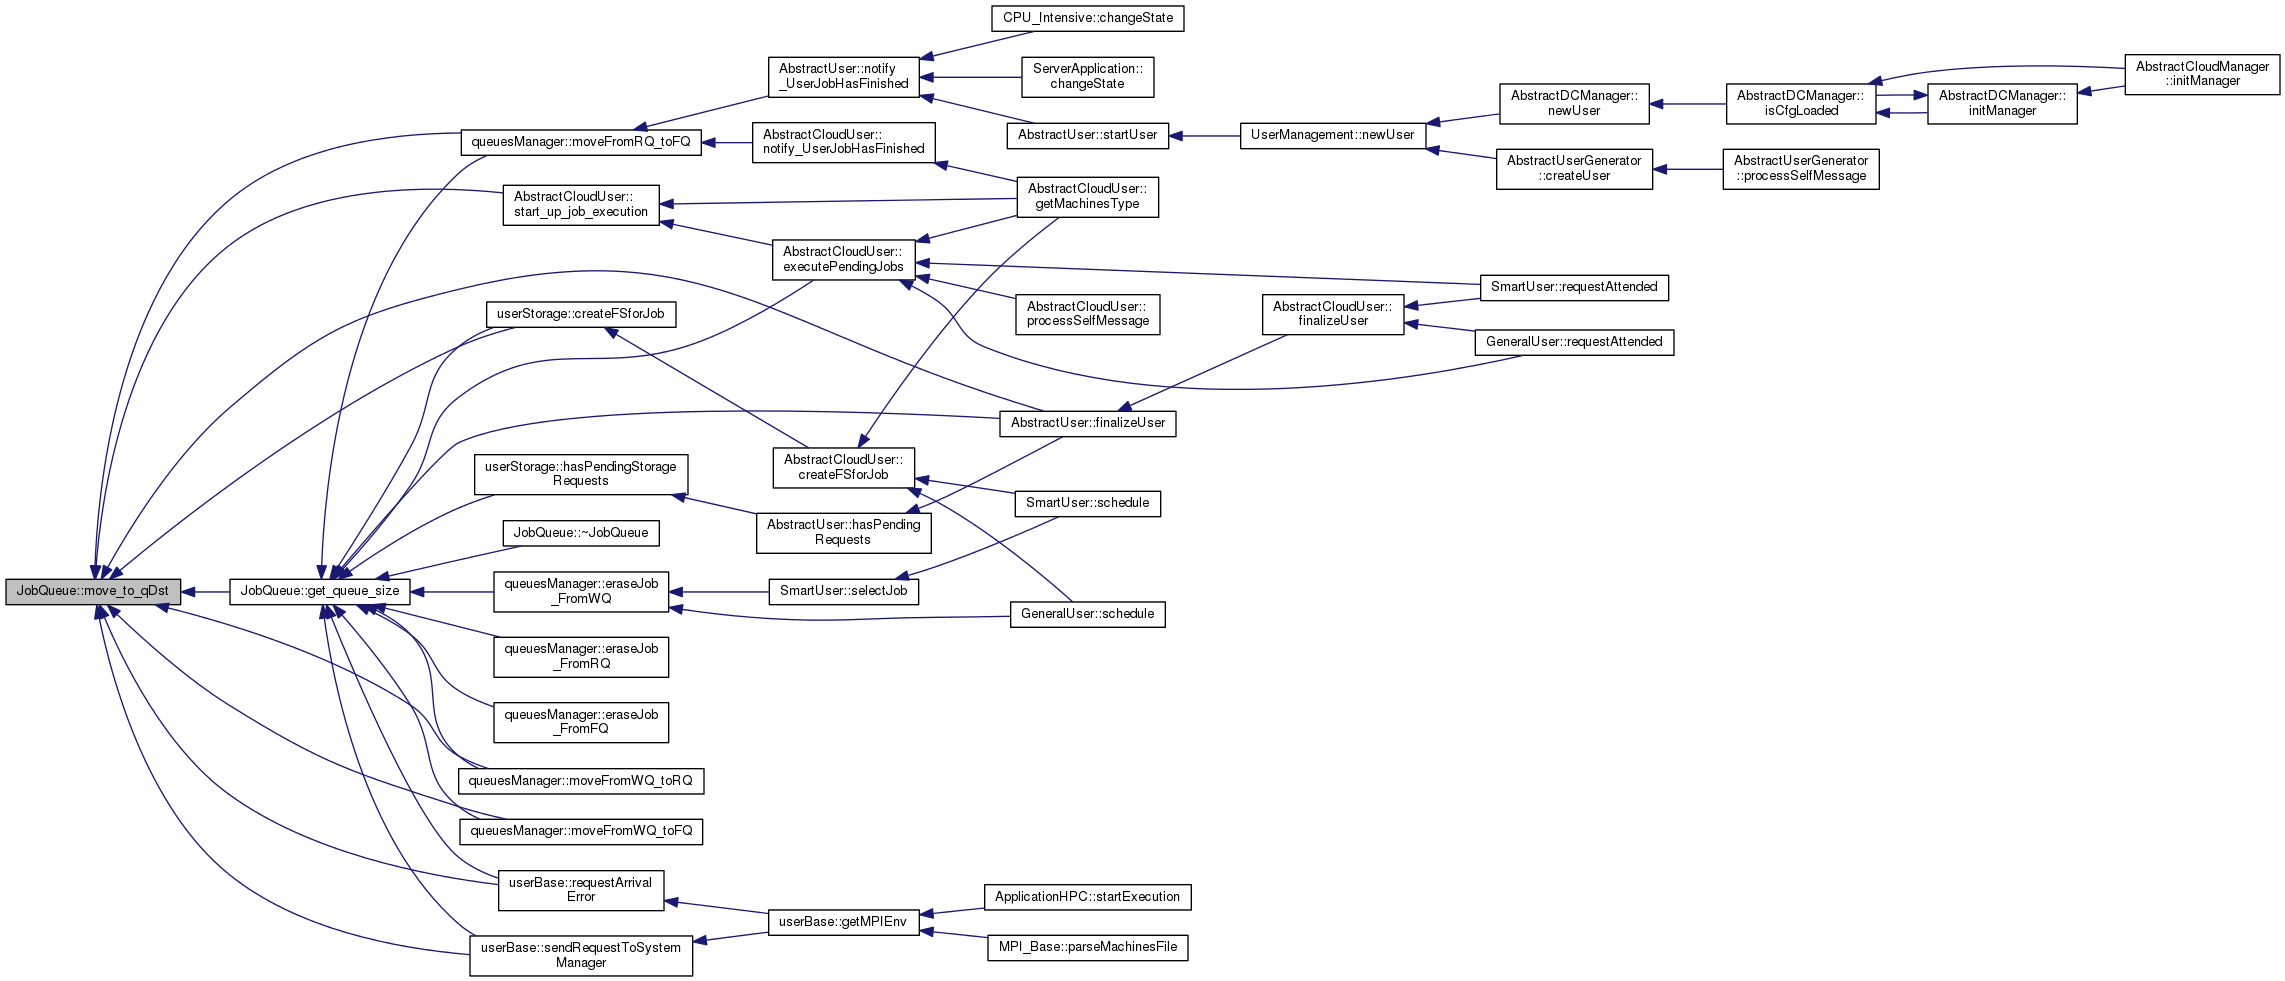 CPU_Intensive::changeState
AbstractUser::notify
_UserJobHasFinished
ServerApplication::
changeState
AbstractCloudManager
::initManager
AbstractDCManager::
newUser
AbstractDCManager::
isCfgLoaded
AbstractDCManager::
initManager
queuesManager::moveFromRQ_toFQ
AbstractCloudUser::
notify_UserJobHasFinished
AbstractUser::startUser
UserManagement::newUser
AbstractUserGenerator
::createUser
AbstractUserGenerator
::processSelfMessage
AbstractCloudUser::
start_up_job_execution
AbstractCloudUser::
getMachinesType
AbstractCloudUser::
executePendingJobs
SmartUser::requestAttended
userStorage::createFSforJob
AbstractCloudUser::
processSelfMessage
AbstractCloudUser::
finalizeUser
GeneralUser::requestAttended
AbstractUser::finalizeUser
userStorage::hasPendingStorage
Requests
AbstractCloudUser::
createFSforJob
SmartUser::schedule
AbstractUser::hasPending
Requests
JobQueue::~JobQueue
JobQueue::move_to_qDst
JobQueue::get_queue_size
queuesManager::eraseJob
_FromWQ
SmartUser::selectJob
GeneralUser::schedule
queuesManager::eraseJob
_FromRQ
queuesManager::eraseJob
_FromFQ
queuesManager::moveFromWQ_toRQ
queuesManager::moveFromWQ_toFQ
userBase::requestArrival
Error
ApplicationHPC::startExecution
userBase::getMPIEnv
userBase::sendRequestToSystem
Manager
MPI_Base::parseMachinesFile